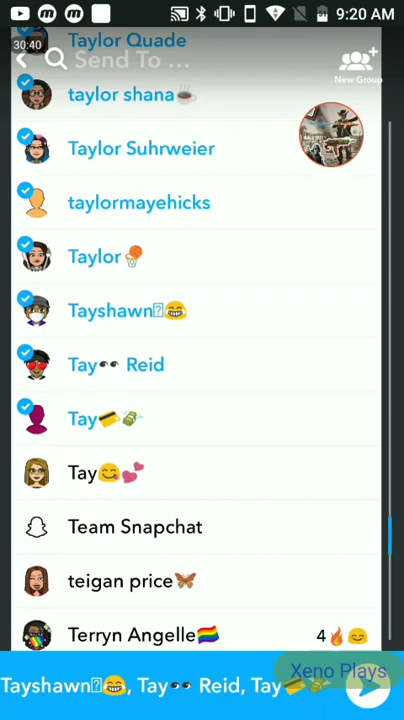 9:20 AM
Taylor Quade
30:40
Send To ...
New Group
taylor shana☕
Taylor Suhrweier
taylormayehicks
Taylor🏀
Tayshawn😂
Tay👀 Reid
Tay💳💸
Tay😋💕
Team Snapchat
teigan price🦋
Terryn Angelle🏳️‍🌈 4🔥😊
Xeno Plays
Tayshawn😂, Tay👀 Reid, Tay💳💸